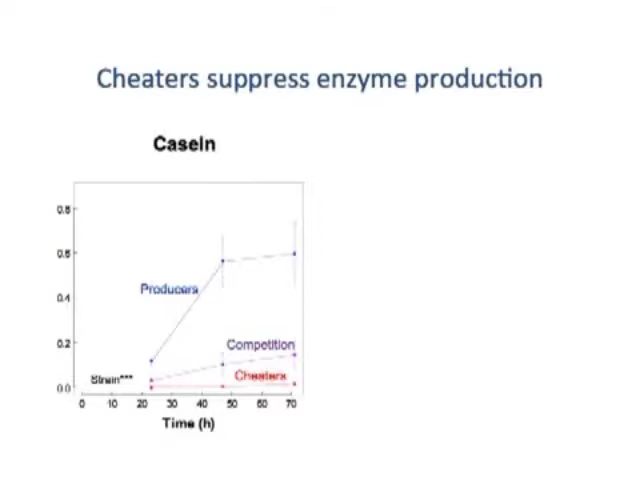 Cheaters suppress enzyme production
Casein
0.8
0.6
Producers
0.4
0.2
Competition
Cheaters
Strain***
0.0
0 10 20 30 40 50 60 70
Time (h)